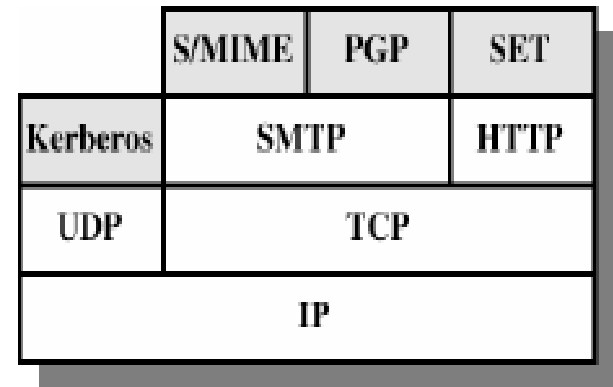 S/MIME PGP SET
Kerberos SMTP HTTP
UDP TCP
IP